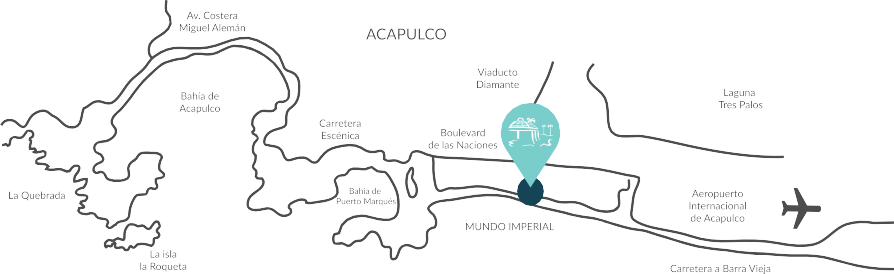 Av. Costera
Miguel Alemán
ACAPULCO
Viaducto
Diamante
Bahía de
Acapulco
Laguna
Tres Palos
Carretera
Escénica
Boulevard
de las Naciones
La Quebrada
Bahía de
Puerto Marqués
Aeropuerto
Internacional
de Acapulco
MUNDO IMPERIAL
La isla
la Roqueta
Carretera a Barra Vieja